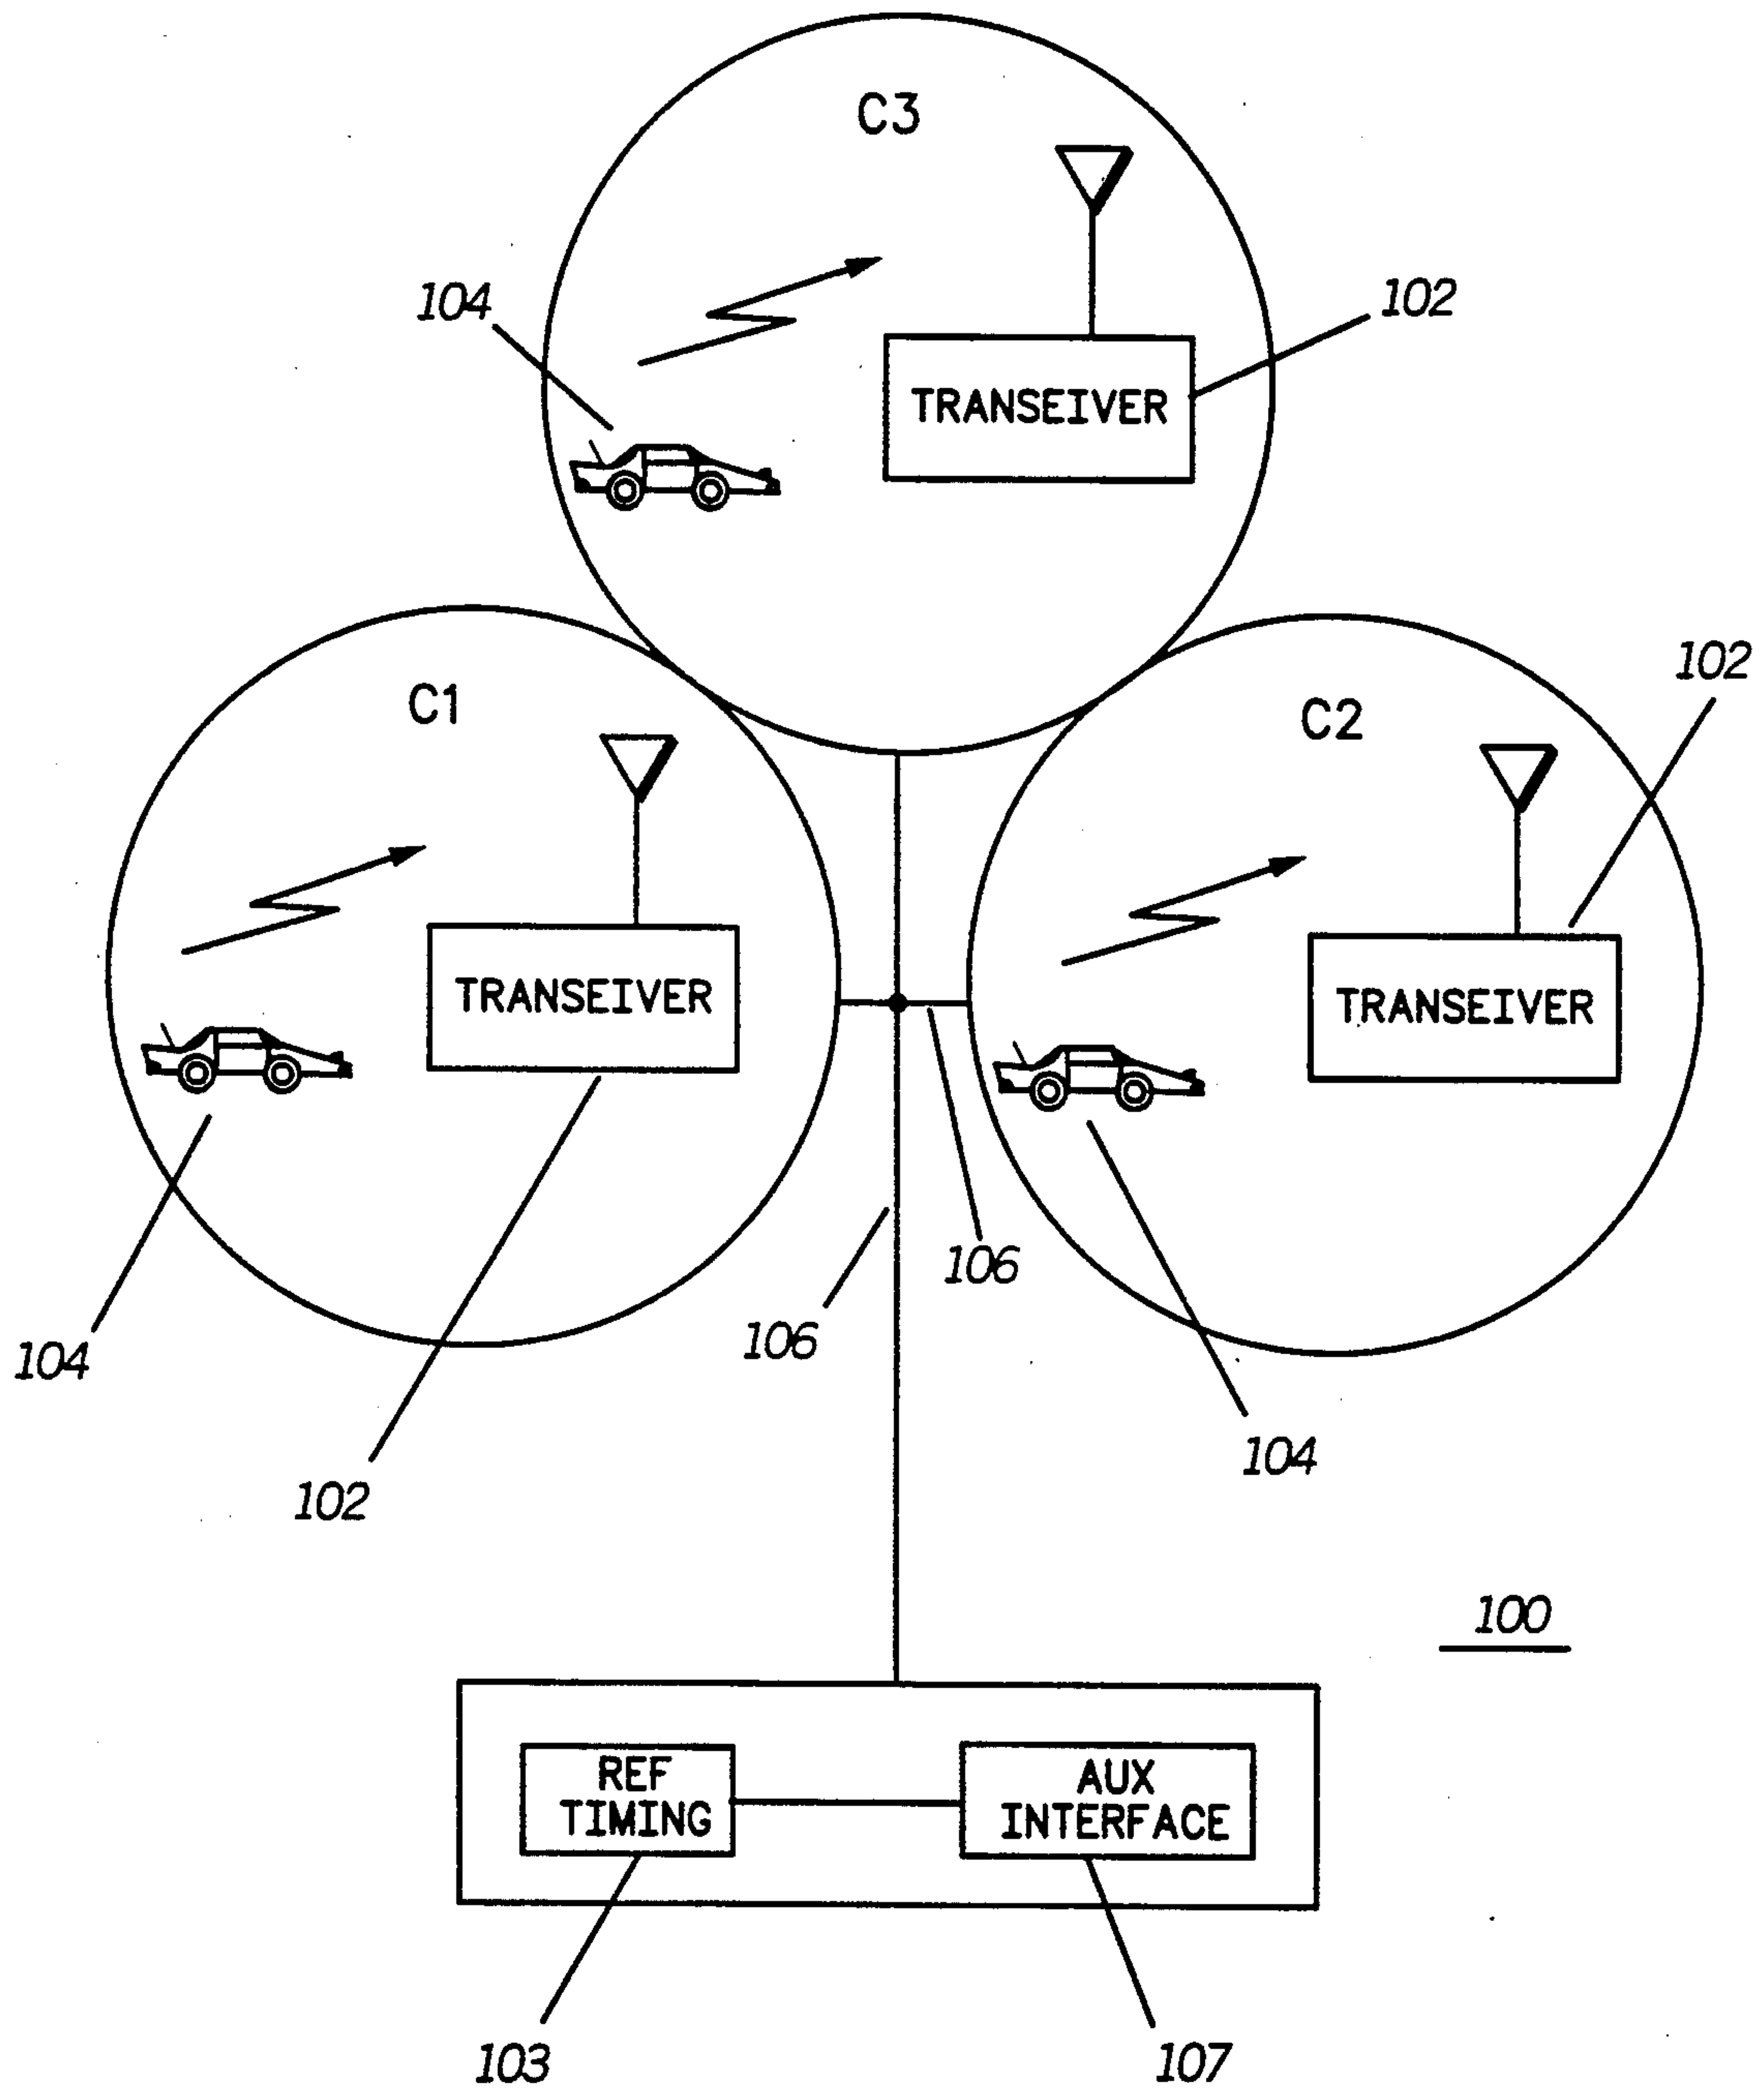 C3
104
102
TRANSEIVER
102
C1
C2
TRANSEIVER
TRANSEIVER
106
106
104
104
102
100
REF
TIMING
AUX
INTERFACE
103
107